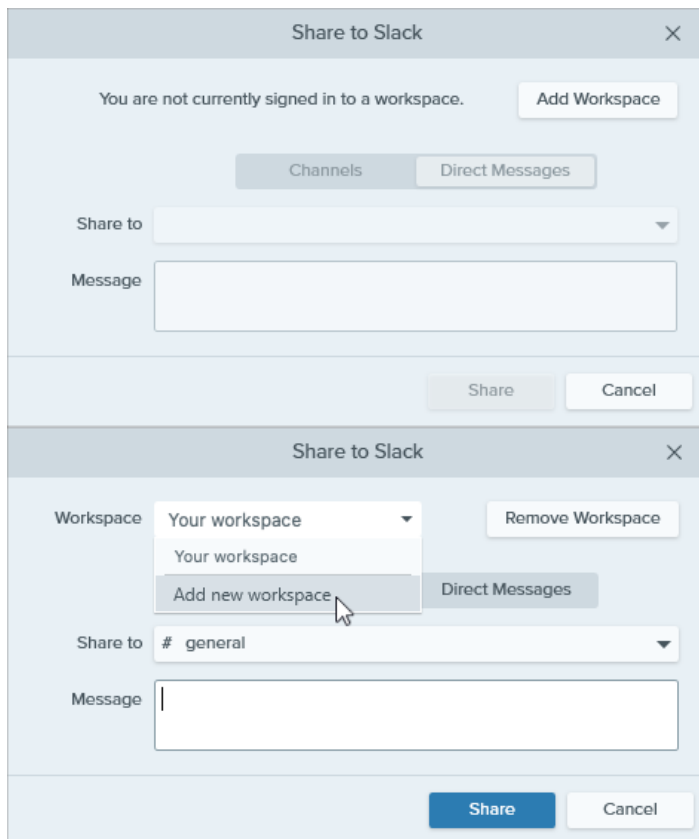 Share to Slack
You are not currently signed in to a workspace. Add Workspace
Channels Direct Messages
Share to
Message
Share Cancel
Share to Slack
Workspace Your workspace Remove Workspace
Your workspace
Add new workspace Direct Messages
Share to # general
Message
Share Cancel